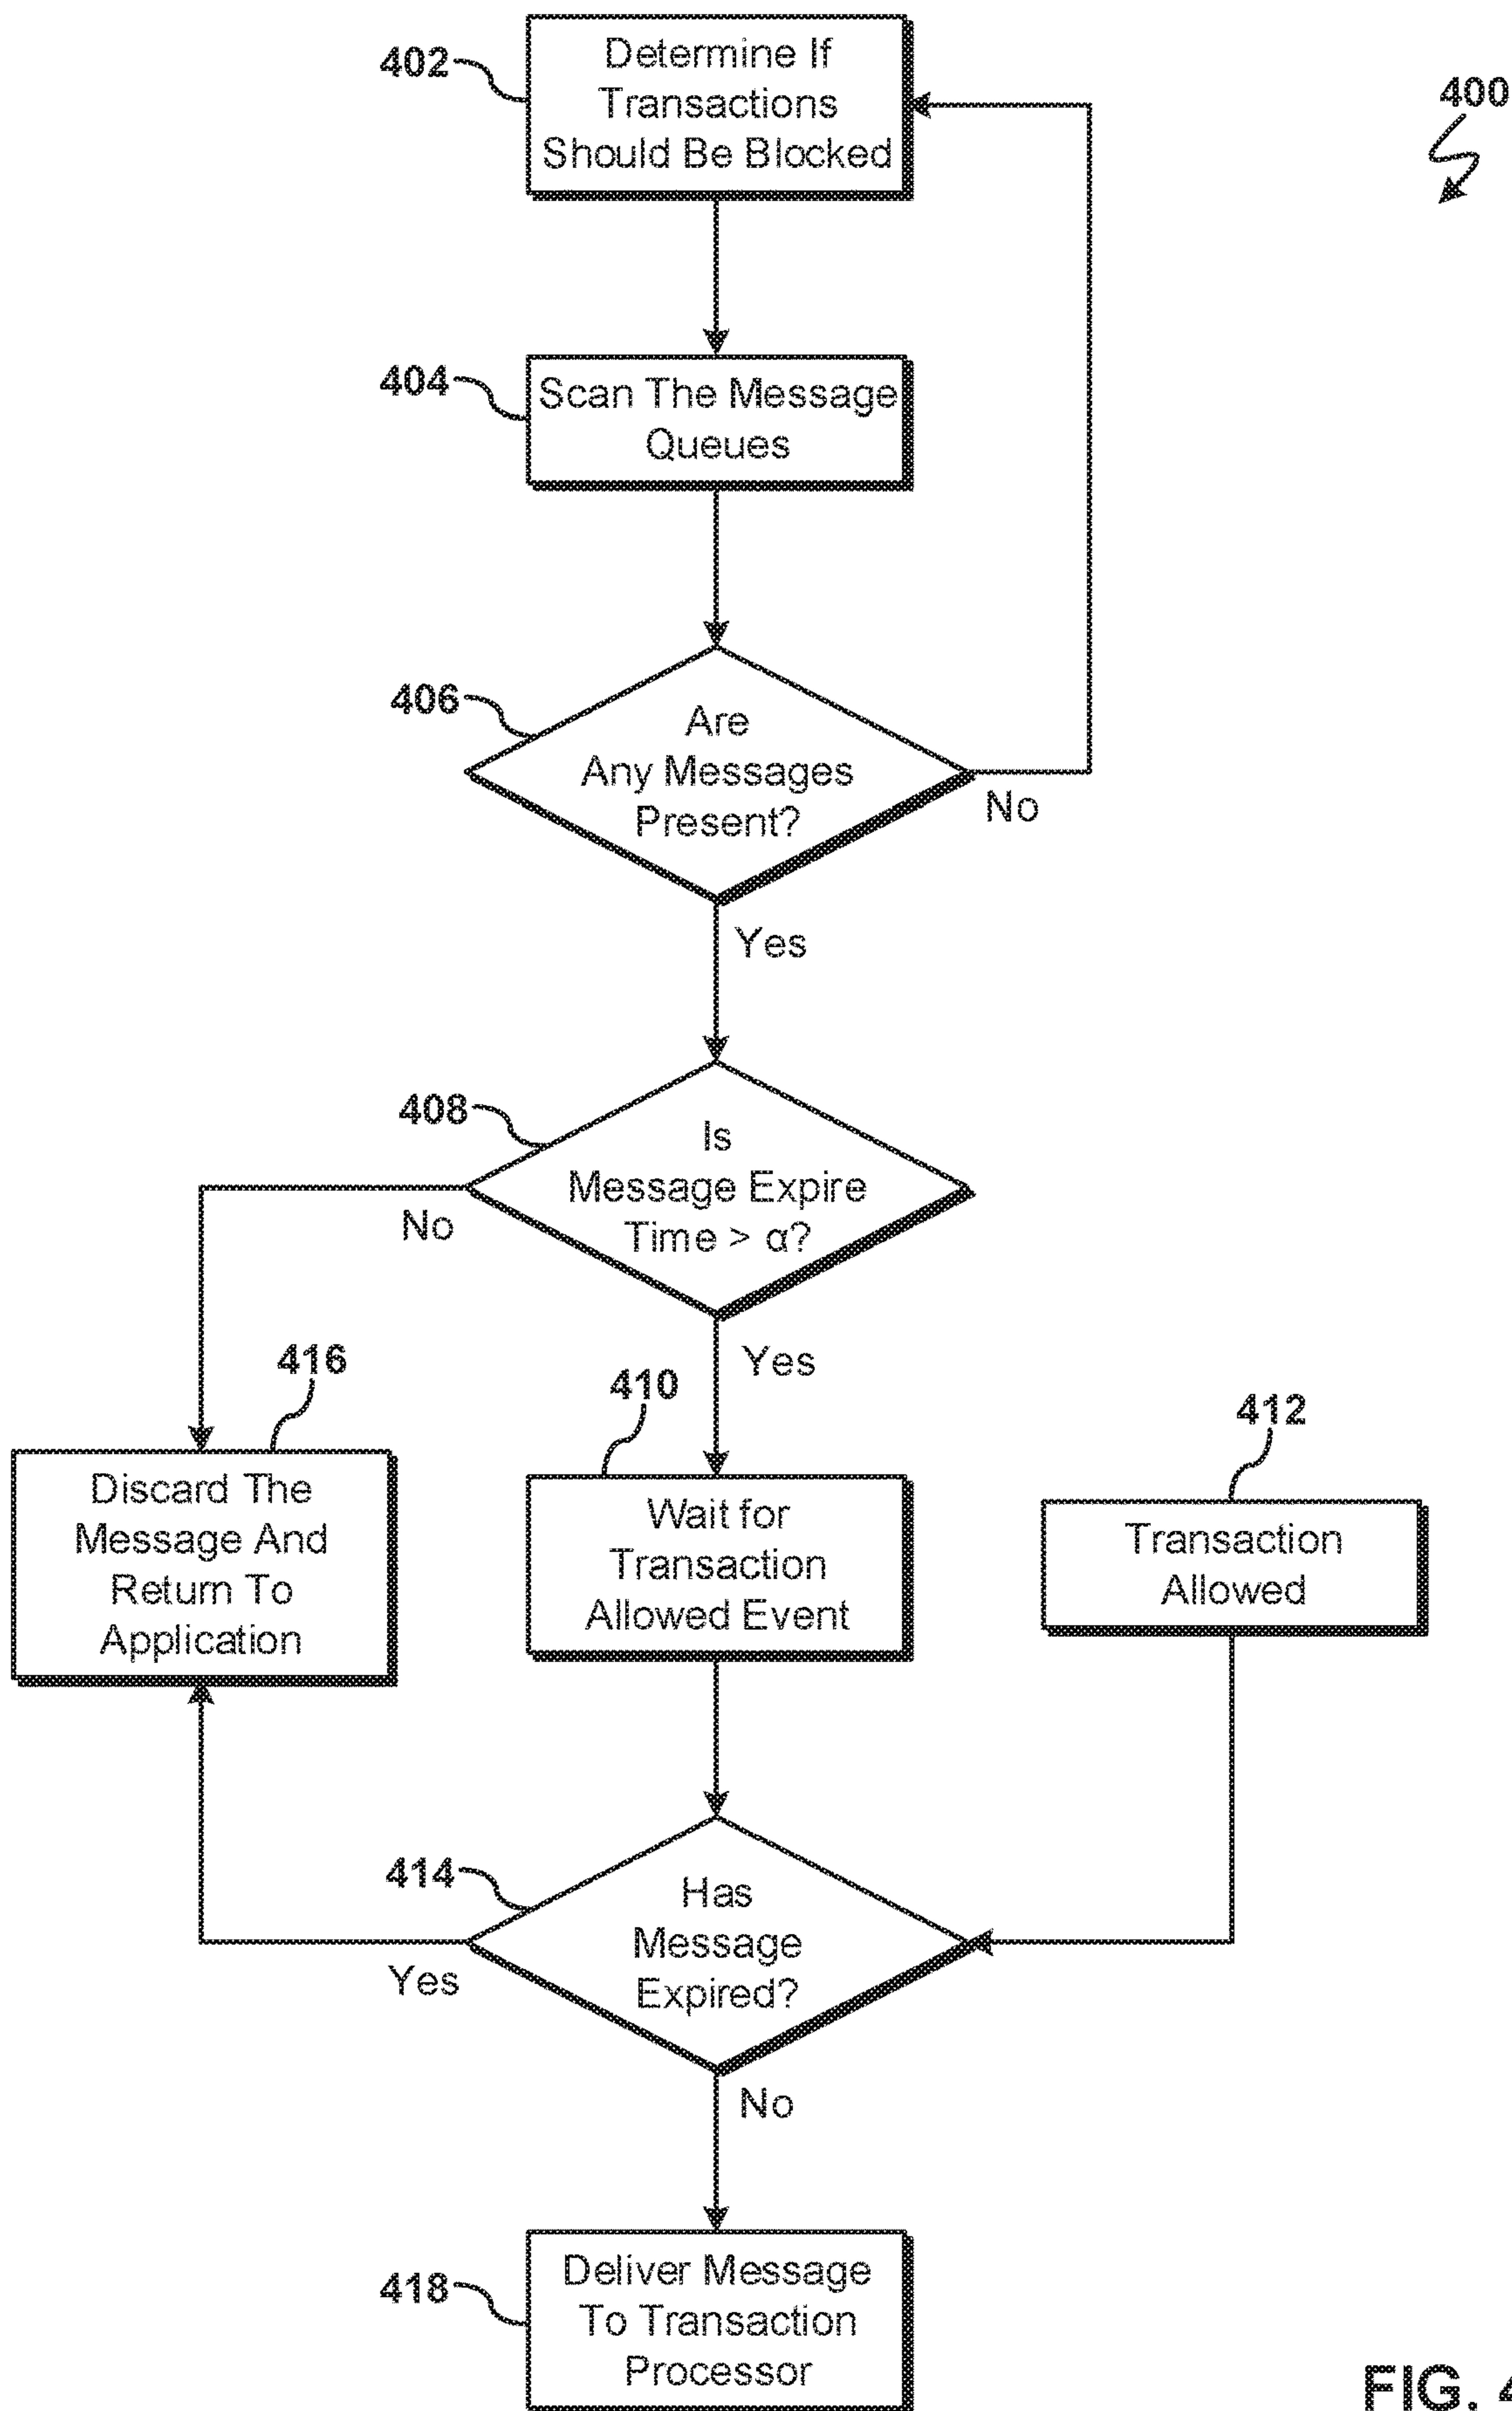 402
Determine If
Transactions
Should Be Blocked
400
404
Scan The Message
Queues
406
Are
Any Messages
Present?
No
Yes
408
Is
Message Expire
Time > α?
No
Yes
416
Discard The
Message And
Return To
Application
410
Wait for
Transaction
Allowed Event
412
Transaction
Allowed
414
Has
Message
Expired?
Yes
No
418
Deliver Message
To Transaction
Processor
FIG. 4